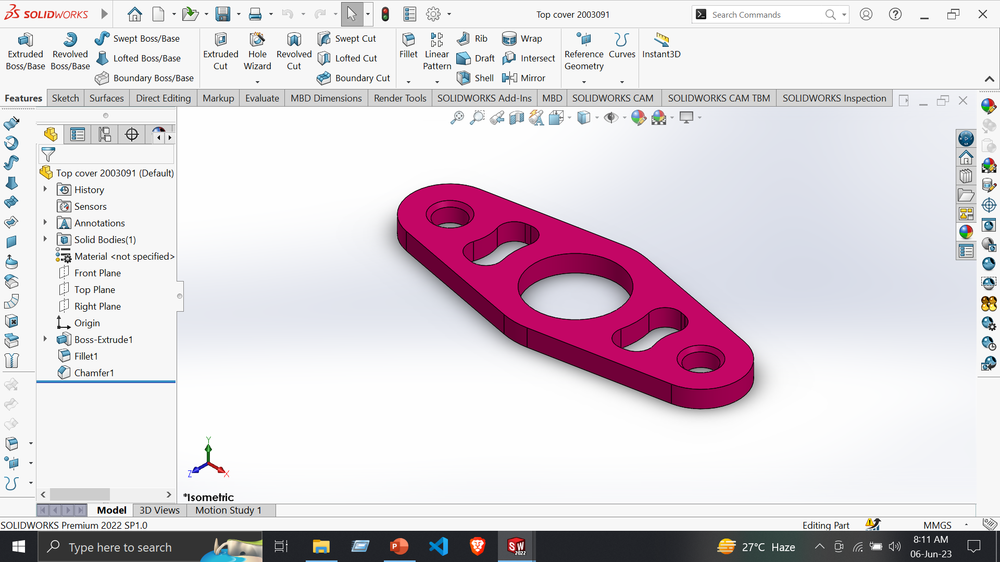 SOLIDWORKS
Top cover 2003091
Search Commands
Extruded Boss/Base
Revolved Boss/Base
Swept Boss/Base
Lofted Boss/Base
Boundary Boss/Base
Extruded Cut
Hole Wizard
Revolved Cut
Swept Cut
Lofted Cut
Boundary Cut
Fillet
Linear Pattern
Rib
Draft
Shell
Wrap
Intersect
Mirror
Reference Geometry
Curves
Instant3D
Features
Sketch
Surfaces
Direct Editing
Markup
Evaluate
MBD Dimensions
Render Tools
SOLIDWORKS Add-Ins
MBD
SOLIDWORKS CAM
SOLIDWORKS CAM TBM
SOLIDWORKS Inspection
Top cover 2003091 (Default)
History
Sensors
Annotations
Solid Bodies(1)
Material <not specified>
Front Plane
Top Plane
Right Plane
Origin
Boss-Extrude1
Fillet1
Chamfer1
Y
Z
X
*Isometric
Model
3D Views
Motion Study 1
SOLIDWORKS Premium 2022 SP1.0
Editing Part
MMGS
Type here to search
P
SW
2022
27°C Haze
8:11 AM
06-Jun-23